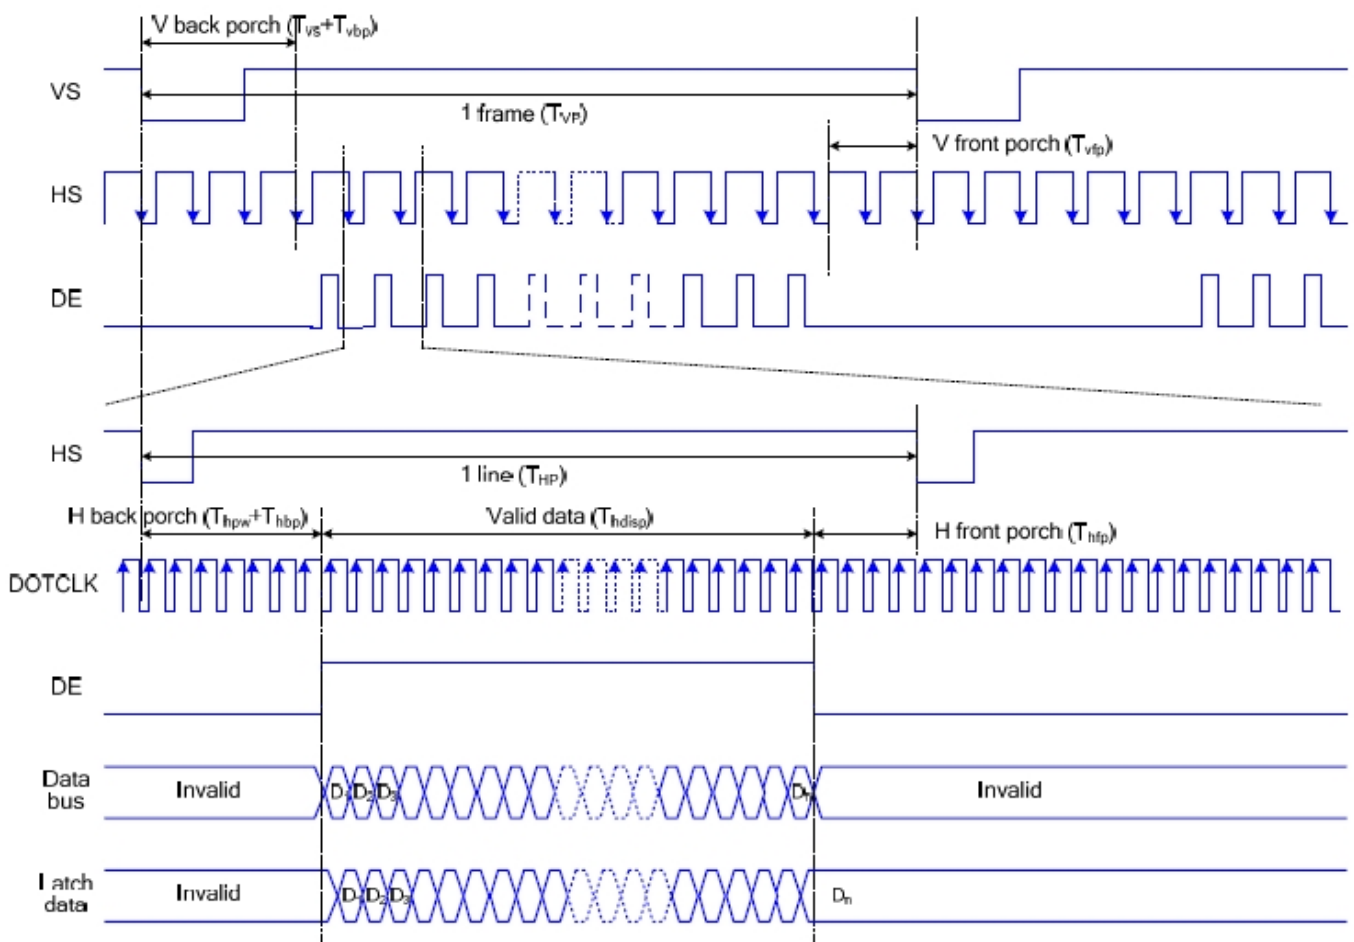 V back porch (Tvs+Tvbp)
VS
1 frame (TVP)
V front porch (Tvfp)
HS
DE
HS
1 line (THP)
H back porch (Thpw+Thbp)
Valid data (Thdisp)
H front porch (Thfp)
DOTCLK
DE
Data
bus
Invalid
D1 D2 D3
Dn
Invalid
Latch
data
Invalid
D1 D2 D3
Dn